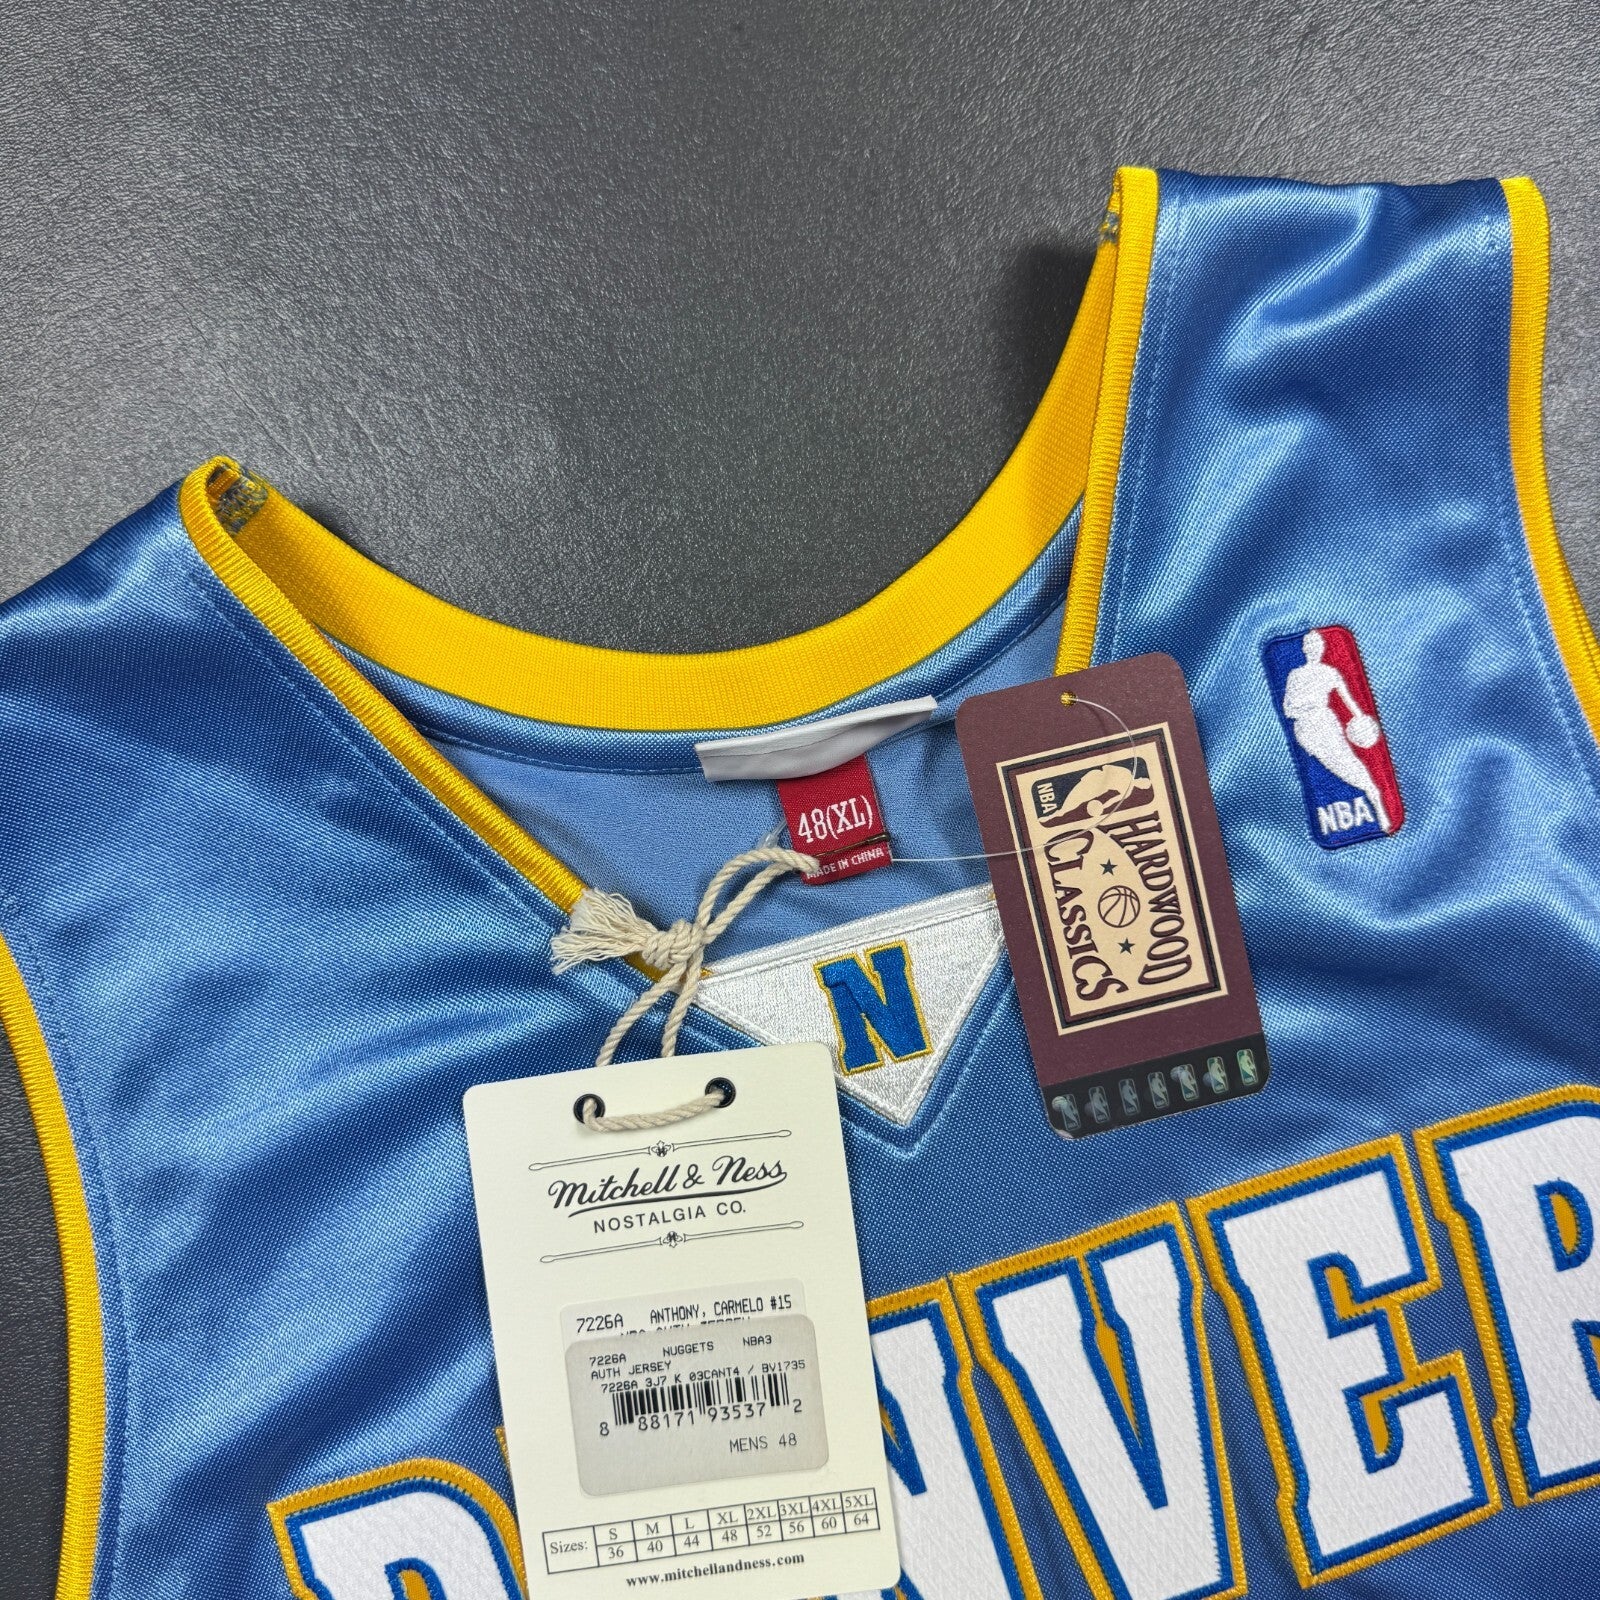 48(XL)
MADE IN CHINA
N
NBA
HARDWOOD
CLASSICS
NBA
Mitchell & Ness
NOSTALGIA CO.
7226A ANTHONY, CARMELO #15
7226A NUGGETS NBA3
AUTH JERSEY
7226A 3J7 K 03CANT4 / BV1735
8 88171 93537 2
MENS 48
Sizes: S M L XL 2XL 3XL 4XL 5XL
36 40 44 48 52 56 60 64
www.mitchellandness.com